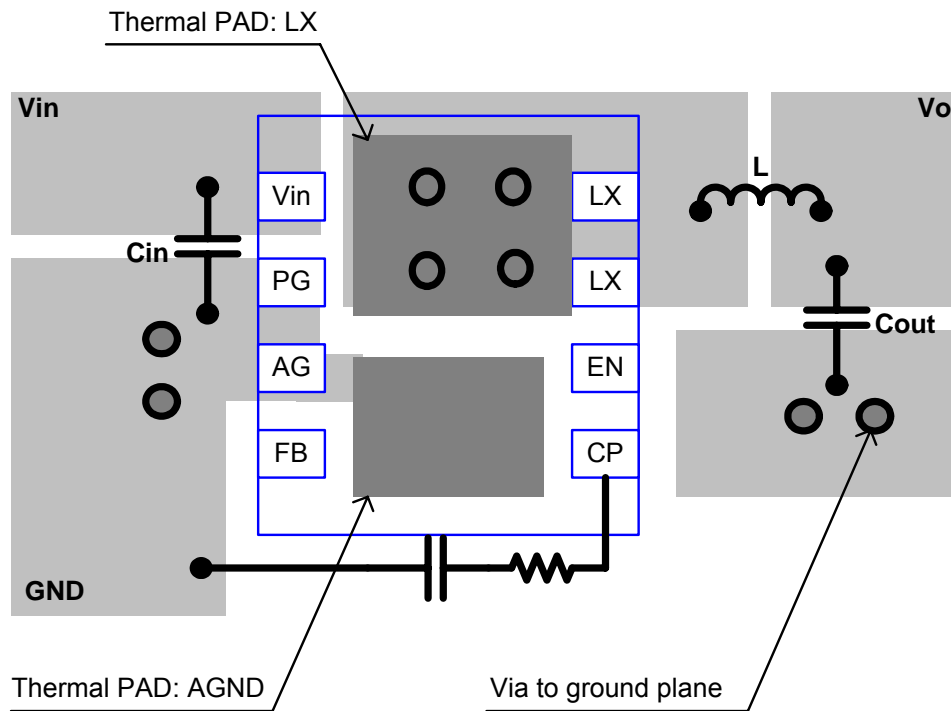 Thermal PAD: LX
Vin
Vo
L
Vin
LX
Cin
PG
LX
Cout
AG
EN
FB
CP
GND
Thermal PAD: AGND
Via to ground plane